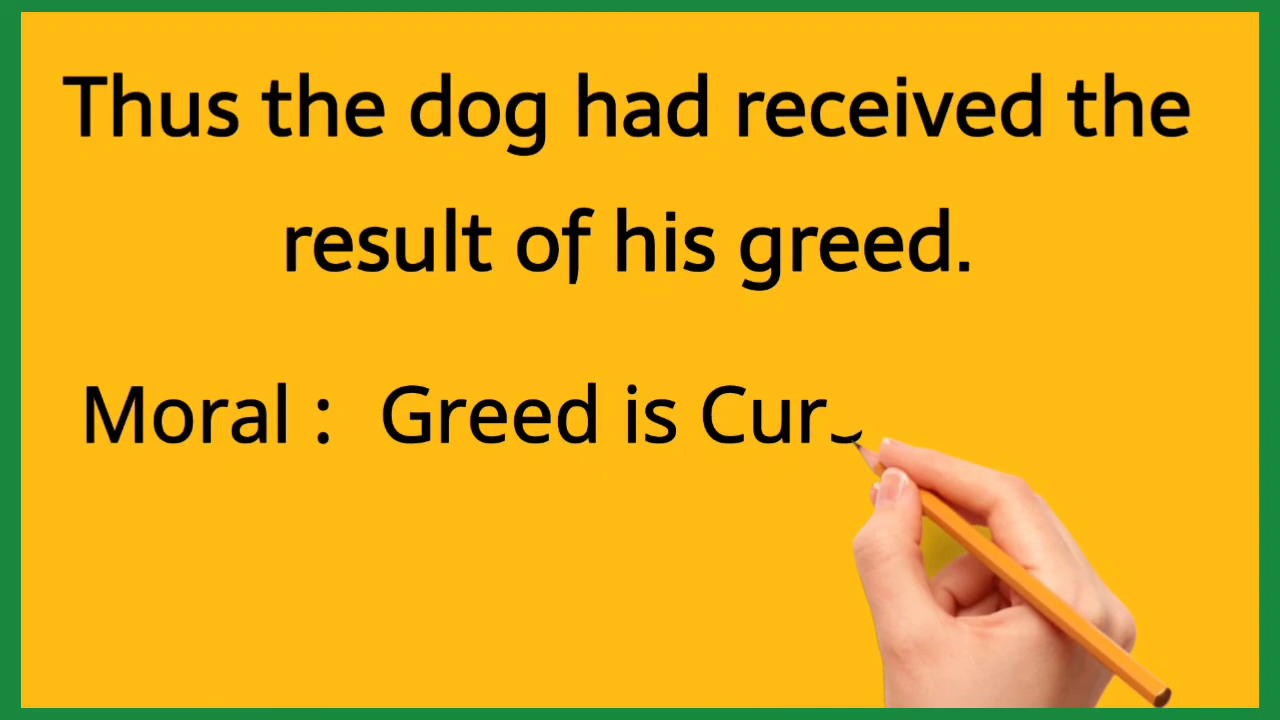 Thus the dog had received the
result of his greed.
Moral : Greed is Cur